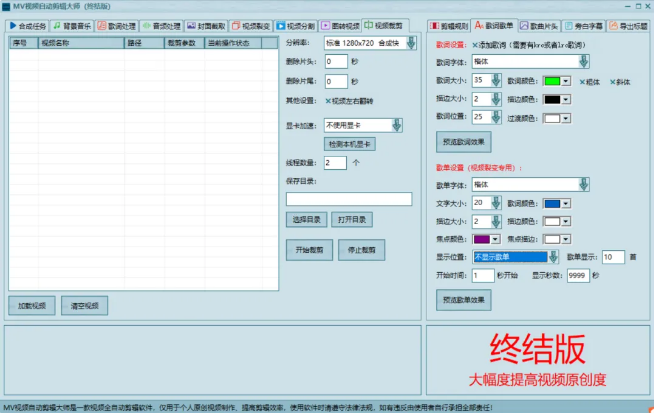 MV视频自动剪辑大师（终结版）
合成任务 背景音乐 歌词处理 音频处理 封面截取 视频裂变 视频分割 图转视频 视频裁剪
剪辑规则 歌词歌单 歌曲片头 旁白字幕 导出标题
序号 视频名称 路径 裁剪参数 当前操作状态
分辨率： 标准 1280x720 合成快
删除片头： 0 秒
删除片尾： 0 秒
其他设置： ×视频左右翻转
显卡加速： 不使用显卡
检测本机显卡
线程数量： 2 个
保存目录：
选择目录 打开目录
开始裁剪 停止裁剪
加载视频 清空视频
歌词设置： ×添加歌词（需要有krc或者lrc歌词）
歌词字体： 楷体
歌词大小： 35 歌词颜色： ×粗体 ×斜体
描边大小： 2 描边颜色：
歌词位置： 25 过渡颜色：
预览歌词效果
歌单设置（视频裂变专用）：
歌单字体： 楷体
文字大小： 20 歌词颜色：
描边大小： 2 描边颜色：
焦点颜色： 焦点描边：
显示位置： 不显示歌单 歌单显示： 10 首
开始时间： 1 秒开始 显示秒数： 9999 秒
预览歌单效果
终结版
大幅度提高视频原创度
MV视频自动剪辑大师是一款视频全自动剪辑软件，仅用于个人原创视频制作、提高剪辑效率，使用软件时请遵守法律法规，如有违反由使用者自行承担全部责任！